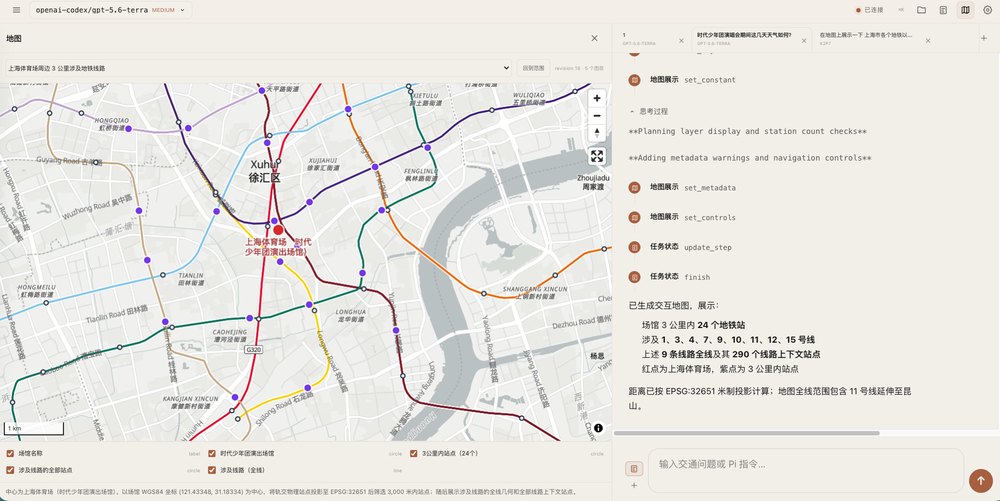 openai-codex/gpt-5.6-terra MEDIUM
已连接
⌘K
地图
上海体育场周边 3 公里涉及地铁线路
回到范围
revision 18 · 5 个图层
天平路街道
XIETULU
斜土路街道
WULIQIAO
五里桥街道
HONGQIAO
虹桥街道
Guyang Road 古羊路
Xuhui
徐汇区
XUJIAHUI
徐家汇街道
FENGLINLU
枫林路街道
Zhoujiadu
周家渡
Wuzhong Road 吴中路
Hongxu Road 虹许路
蒲汇塘
上海体育场（时代
少年团演出场馆）
TIANLIN
田林街道
HONGMEILU
虹梅路街道
Tianlin Road 田林路
SHANGGANG XINCUN
上钢新村街道
LONGHUA
龙华街道
CAOHEJING
漕河泾街道
Dezhou Road 德州
G320
Caobao Road 漕宝路
Guilin Road 桂林路
Longwu Road 龙吴路
Yaolong Road 耀龙路
Jiyang Road 济阳路
杨思
KANGJIAN XINCUN
康健新村街道
Shilong Road 石龙路
Longteng Avenue 龙腾大道
Humin
Middle
西新港
1 km
场馆名称
label
时代少年团演出场馆
circle
3公里内站点（24个）
circle
涉及线路的全部站点
circle
涉及线路（全线）
line
中心为上海体育场（时代少年团演出场馆）。以场馆 WGS84 坐标 (121.43348, 31.18334) 为中心，将轨交物理站点投影至 EPSG:32651 后筛选 3,000 米内站点；随后展示涉及线路的全线几何和全部线路上下文站点。
1
GPT-5.6-TERRA
时代少年团演唱会期间这几天天气如何?
GPT-5.6-TERRA
在地图上展示一下 上海市各个地铁以...
K2P7
地图展示 set_constant
思考过程
**Planning layer display and station count checks**
**Adding metadata warnings and navigation controls**
地图展示 set_metadata
地图展示 set_controls
任务状态 update_step
任务状态 finish
已生成交互地图，展示：
场馆 3 公里内 24 个地铁站
涉及 1、3、4、7、9、10、11、12、15 号线
上述 9 条线路全线及其 290 个线路上下文站点
红点为上海体育场，紫点为 3 公里内站点
距离已按 EPSG:32651 米制投影计算；地图全线范围包含 11 号线延伸至昆
山。
输入交通问题或 Pi 指令...